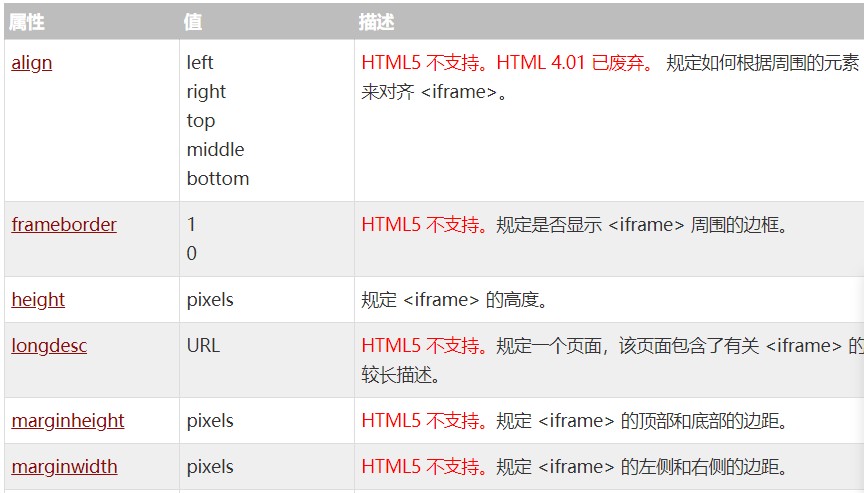 属性 值 描述
align left HTML5 不支持。HTML 4.01 已废弃。 规定如何根据周围的元素
right 来对齐 <iframe>。
top
middle
bottom
frameborder 1 HTML5 不支持。规定是否显示 <iframe> 周围的边框。
0
height pixels 规定 <iframe> 的高度。
longdesc URL HTML5 不支持。规定一个页面，该页面包含了有关 <iframe> 的
较长描述。
marginheight pixels HTML5 不支持。规定 <iframe> 的顶部和底部的边距。
marginwidth pixels HTML5 不支持。规定 <iframe> 的左侧和右侧的边距。